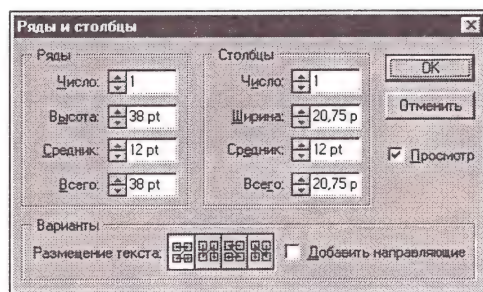 Ряды и столбцы
Ряды
Число: 1
Высота: 38 pt
Средник: 12 pt
Всего: 38 pt
Столбцы
Число: 1
Ширина: 20,75 p
Средник: 12 pt
Всего: 20,75 p
OK
Отменить
Просмотр
Варианты
Размещение текста: Добавить направляющие